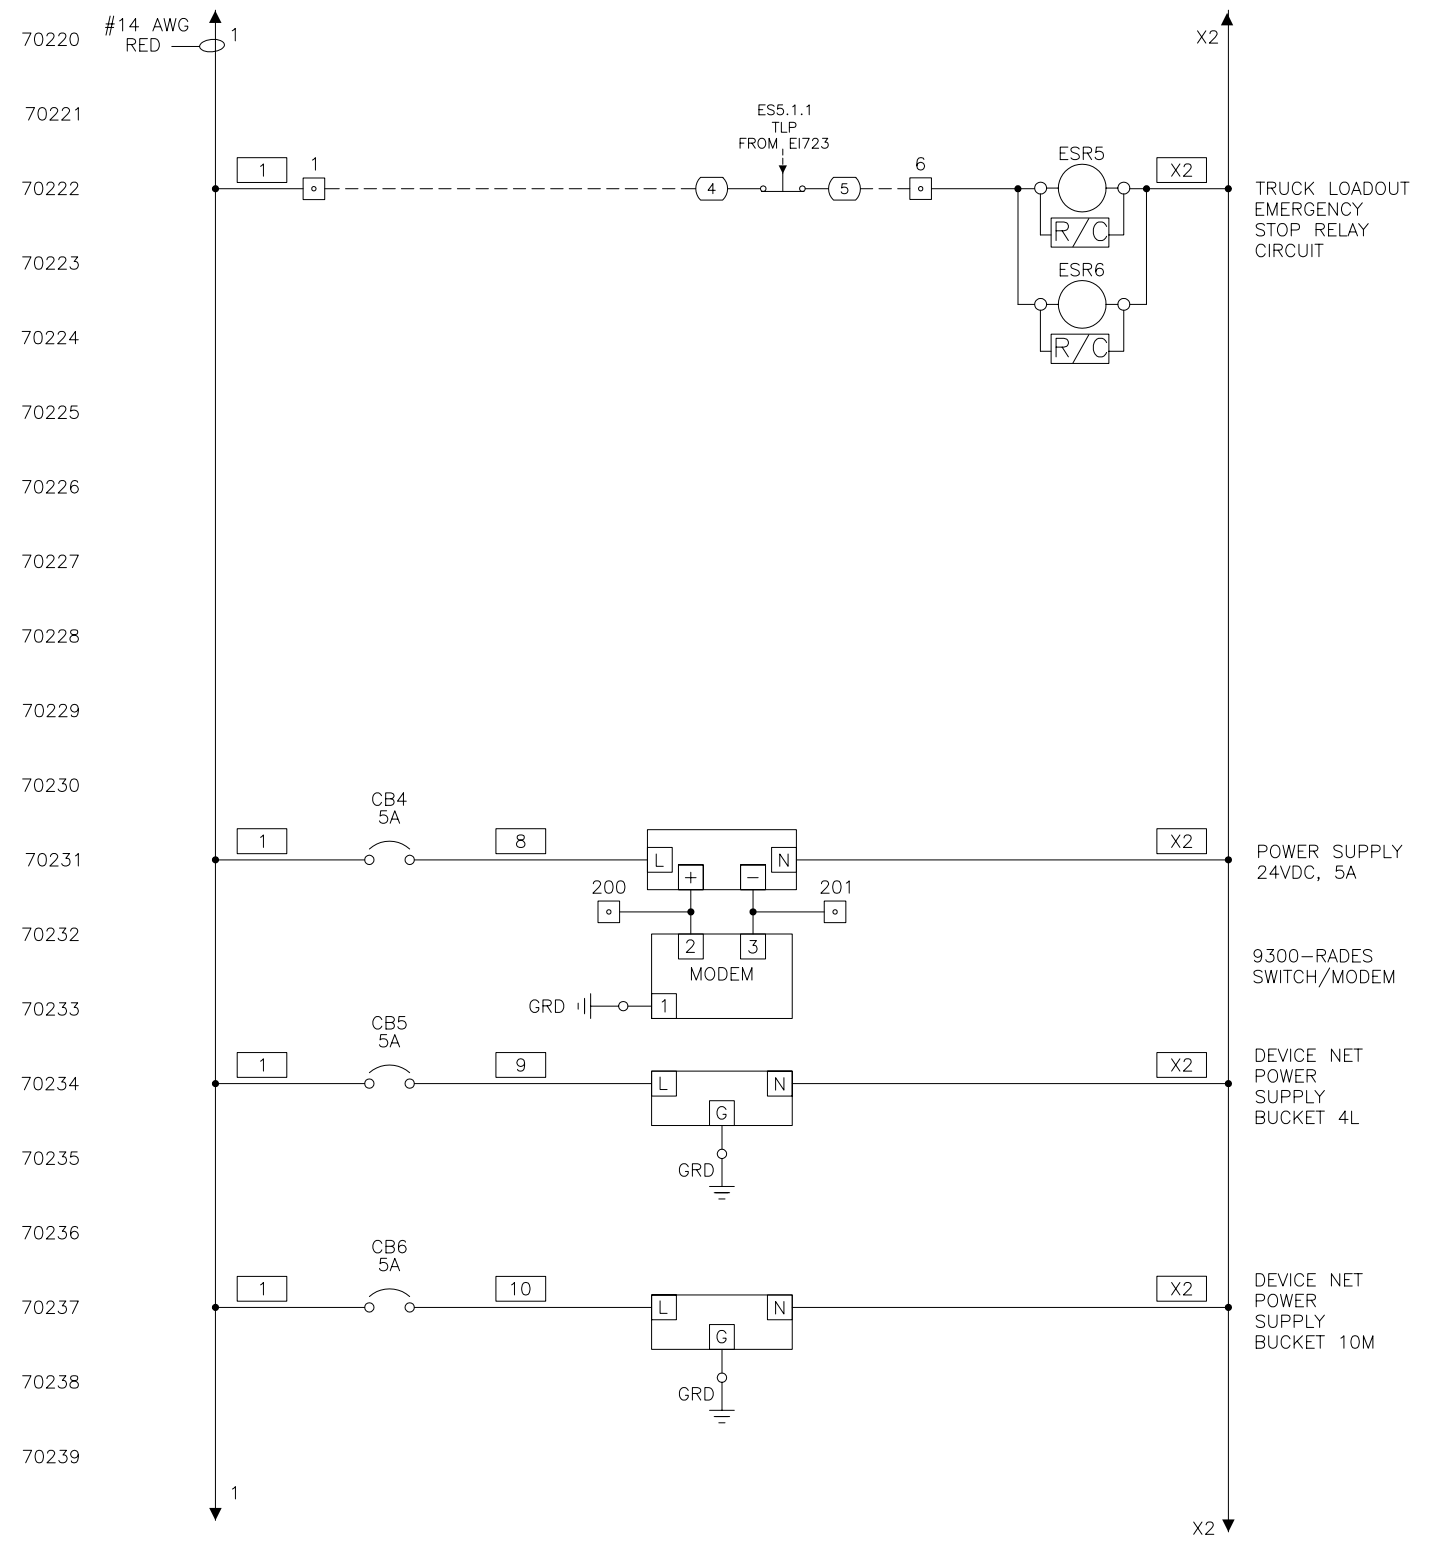 #14 AWG
RED
1
X2
70220
70221
ES5.1.1
TLP
FROM EI723
70222
1
1
4
5
6
ESR5
X2
R/C
TRUCK LOADOUT
EMERGENCY
STOP RELAY
CIRCUIT
70223
ESR6
R/C
70224
70225
70226
70227
70228
70229
70230
CB4
5A
70231
1
8
L
N
+
−
X2
POWER SUPPLY
24VDC, 5A
200
201
70232
2
3
MODEM
9300-RADES
SWITCH/MODEM
70233
GRD
1
CB5
5A
70234
1
9
L
N
G
X2
DEVICE NET
POWER
SUPPLY
BUCKET 4L
70235
GRD
70236
CB6
5A
70237
1
10
L
N
G
X2
DEVICE NET
POWER
SUPPLY
BUCKET 10M
70238
GRD
70239
1
X2